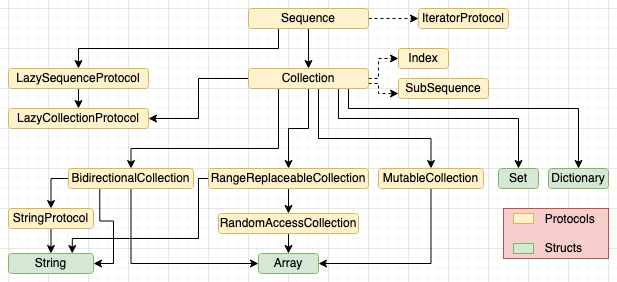 Sequence
IteratorProtocol
LazySequenceProtocol
Collection
Index
SubSequence
LazyCollectionProtocol
BidirectionalCollection
RangeReplaceableCollection
MutableCollection
Set
Dictionary
StringProtocol
RandomAccessCollection
Protocols
String
Array
Structs